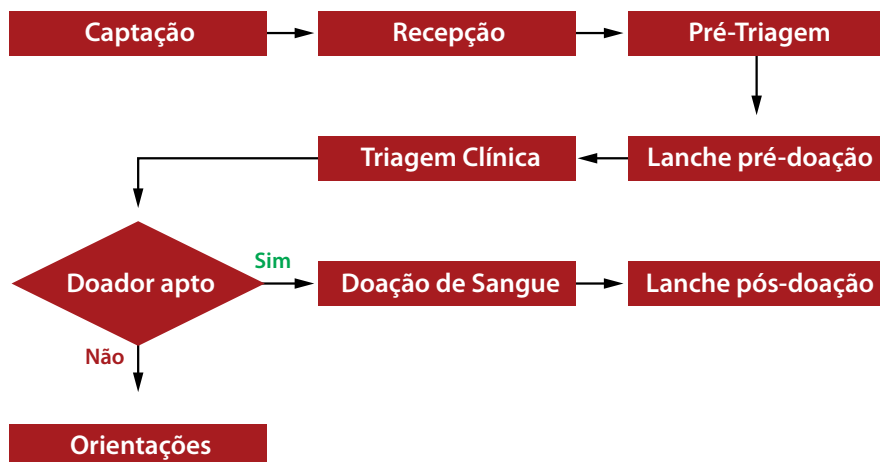 Captação
Recepção
Pré-Triagem
Lanche pré-doação
Triagem Clínica
Doador apto
Sim
Doação de Sangue
Lanche pós-doação
Não
Orientações